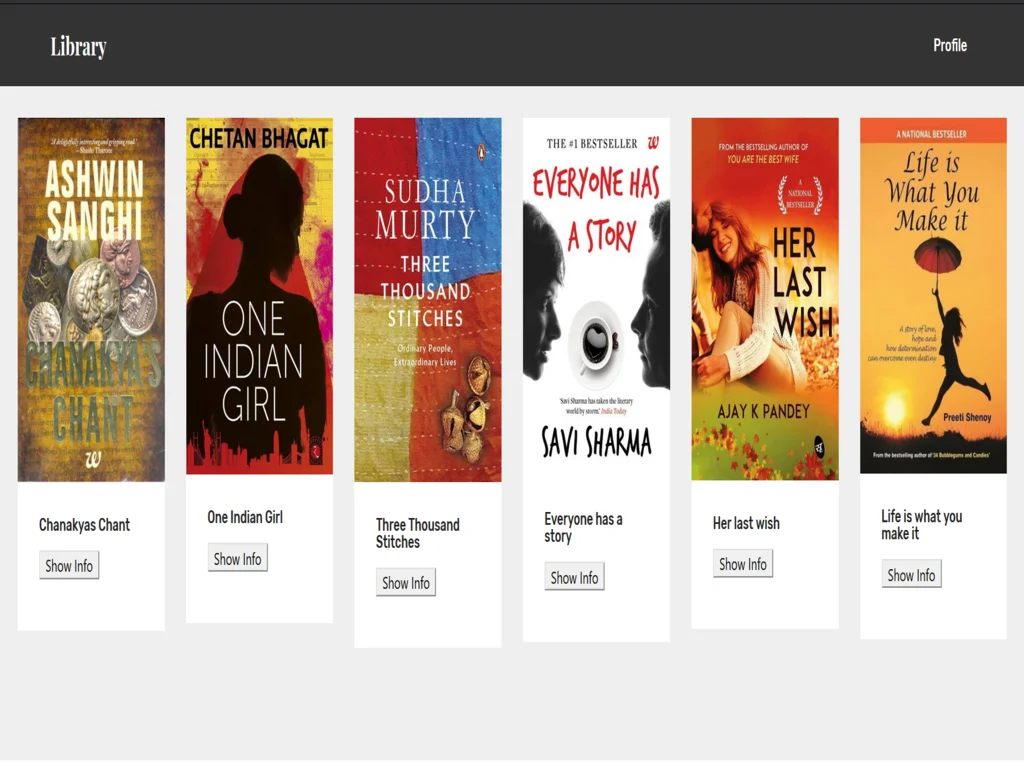 Library
Profile
'A delightfully interesting and gripping read.'
– Shashi Tharoor
ASHWIN
SANGHI
CHANAKYA'S
CHANT
w
CHETAN BHAGAT
ONE
INDIAN
GIRL
SUDHA
MURTY
THREE
THOUSAND
STITCHES
Ordinary People,
Extraordinary Lives
THE #1 BESTSELLER
w
EVERYONE HAS
A STORY
'Savi Sharma has taken the literary
world by storm.' India Today
SAVI SHARMA
FROM THE BESTSELLING AUTHOR OF
YOU ARE THE BEST WIFE
A
NATIONAL
BESTSELLER
HER
LAST
WISH
AJAY K PANDEY
A NATIONAL BESTSELLER
Life is
What You
Make it
A story of love,
hope and
how determination
can overcome even destiny
Preeti Shenoy
From the bestselling author of '34 Bubblegums and Candies'
Chanakyas Chant
Show Info
One Indian Girl
Show Info
Three Thousand
Stitches
Show Info
Everyone has a
story
Show Info
Her last wish
Show Info
Life is what you
make it
Show Info